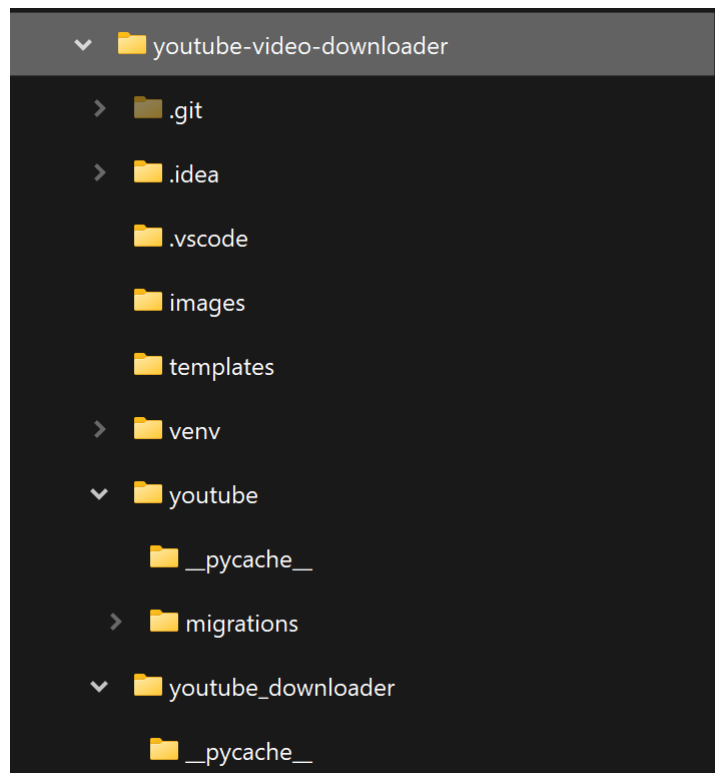 youtube-video-downloader
.git
.idea
.vscode
images
templates
venv
youtube
__pycache__
migrations
youtube_downloader
__pycache__